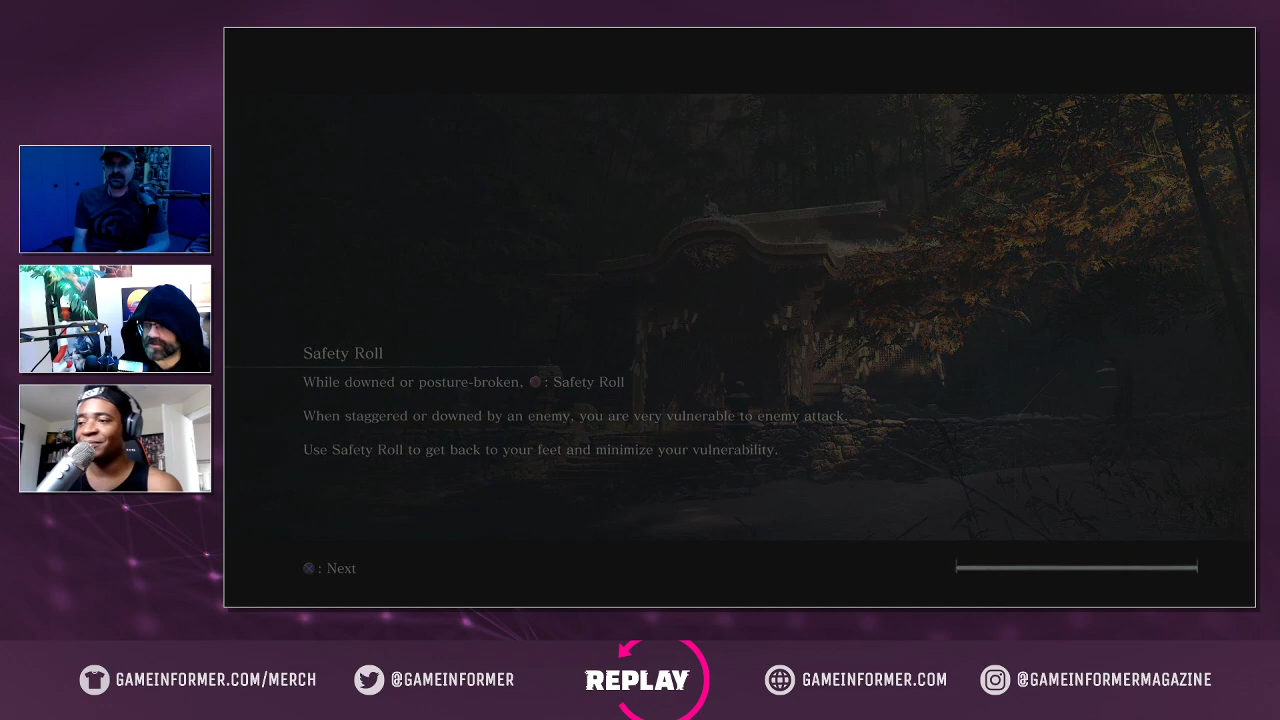 Safety Roll
While downed or posture-broken, : Safety Roll
When staggered or downed by an enemy, you are very vulnerable to enemy attack.
Use Safety Roll to get back to your feet and minimize your vulnerability.
: Next
GAMEINFORMER.COM/MERCH
@GAMEINFORMER
REPLAY
GAMEINFORMER.COM
@GAMEINFORMERMAGAZINE